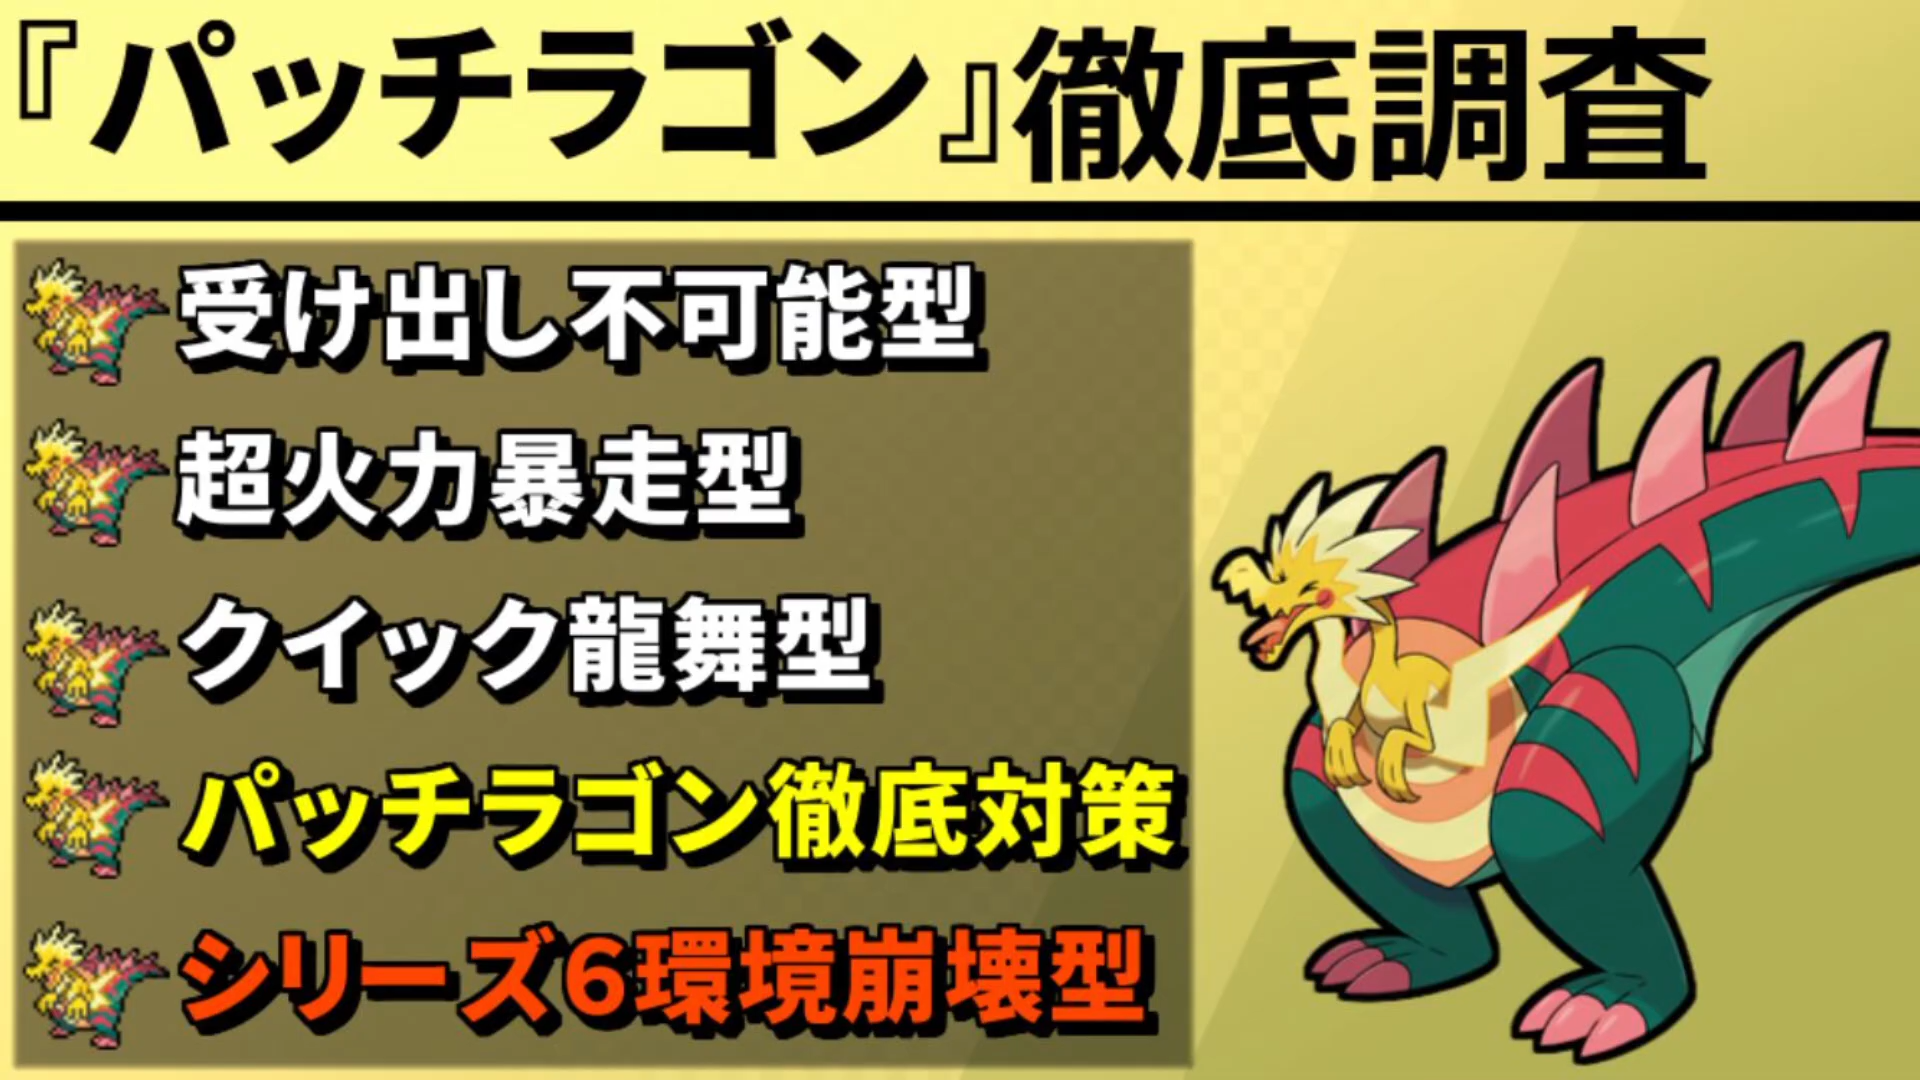 『パッチラゴン』徹底調査
受け出し不可能型
超火力暴走型
クイック龍舞型
パッチラゴン徹底対策
シリーズ6環境崩壊型